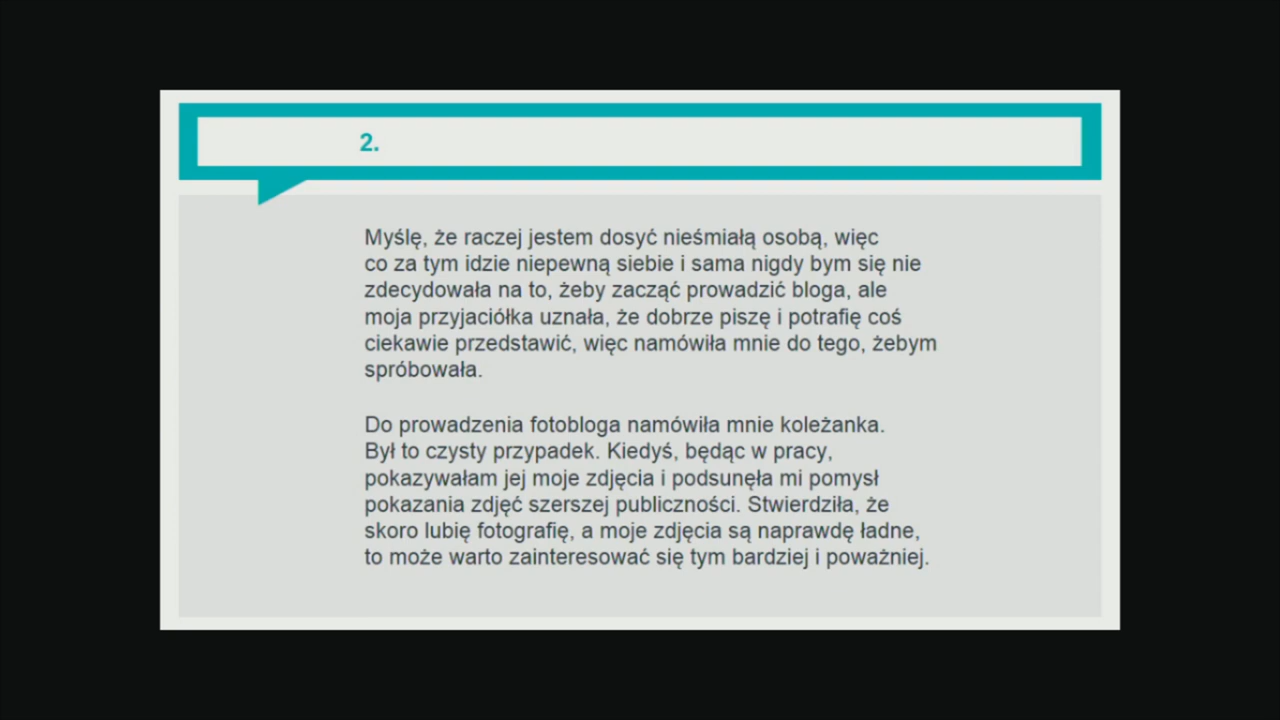 2.
Myślę, że raczej jestem dosyć nieśmiałą osobą, więc
co za tym idzie niepewną siebie i sama nigdy bym się nie
zdecydowała na to, żeby zacząć prowadzić bloga, ale
moja przyjaciółka uznała, że dobrze piszę i potrafię coś
ciekawie przedstawić, więc namówiła mnie do tego, żebym
spróbowała.
Do prowadzenia fotobloga namówiła mnie koleżanka.
Był to czysty przypadek. Kiedyś, będąc w pracy,
pokazywałam jej moje zdjęcia i podsunęła mi pomysł
pokazania zdjęć szerszej publiczności. Stwierdziła, że
skoro lubię fotografię, a moje zdjęcia są naprawdę ładne,
to może warto zainteresować się tym bardziej i poważniej.